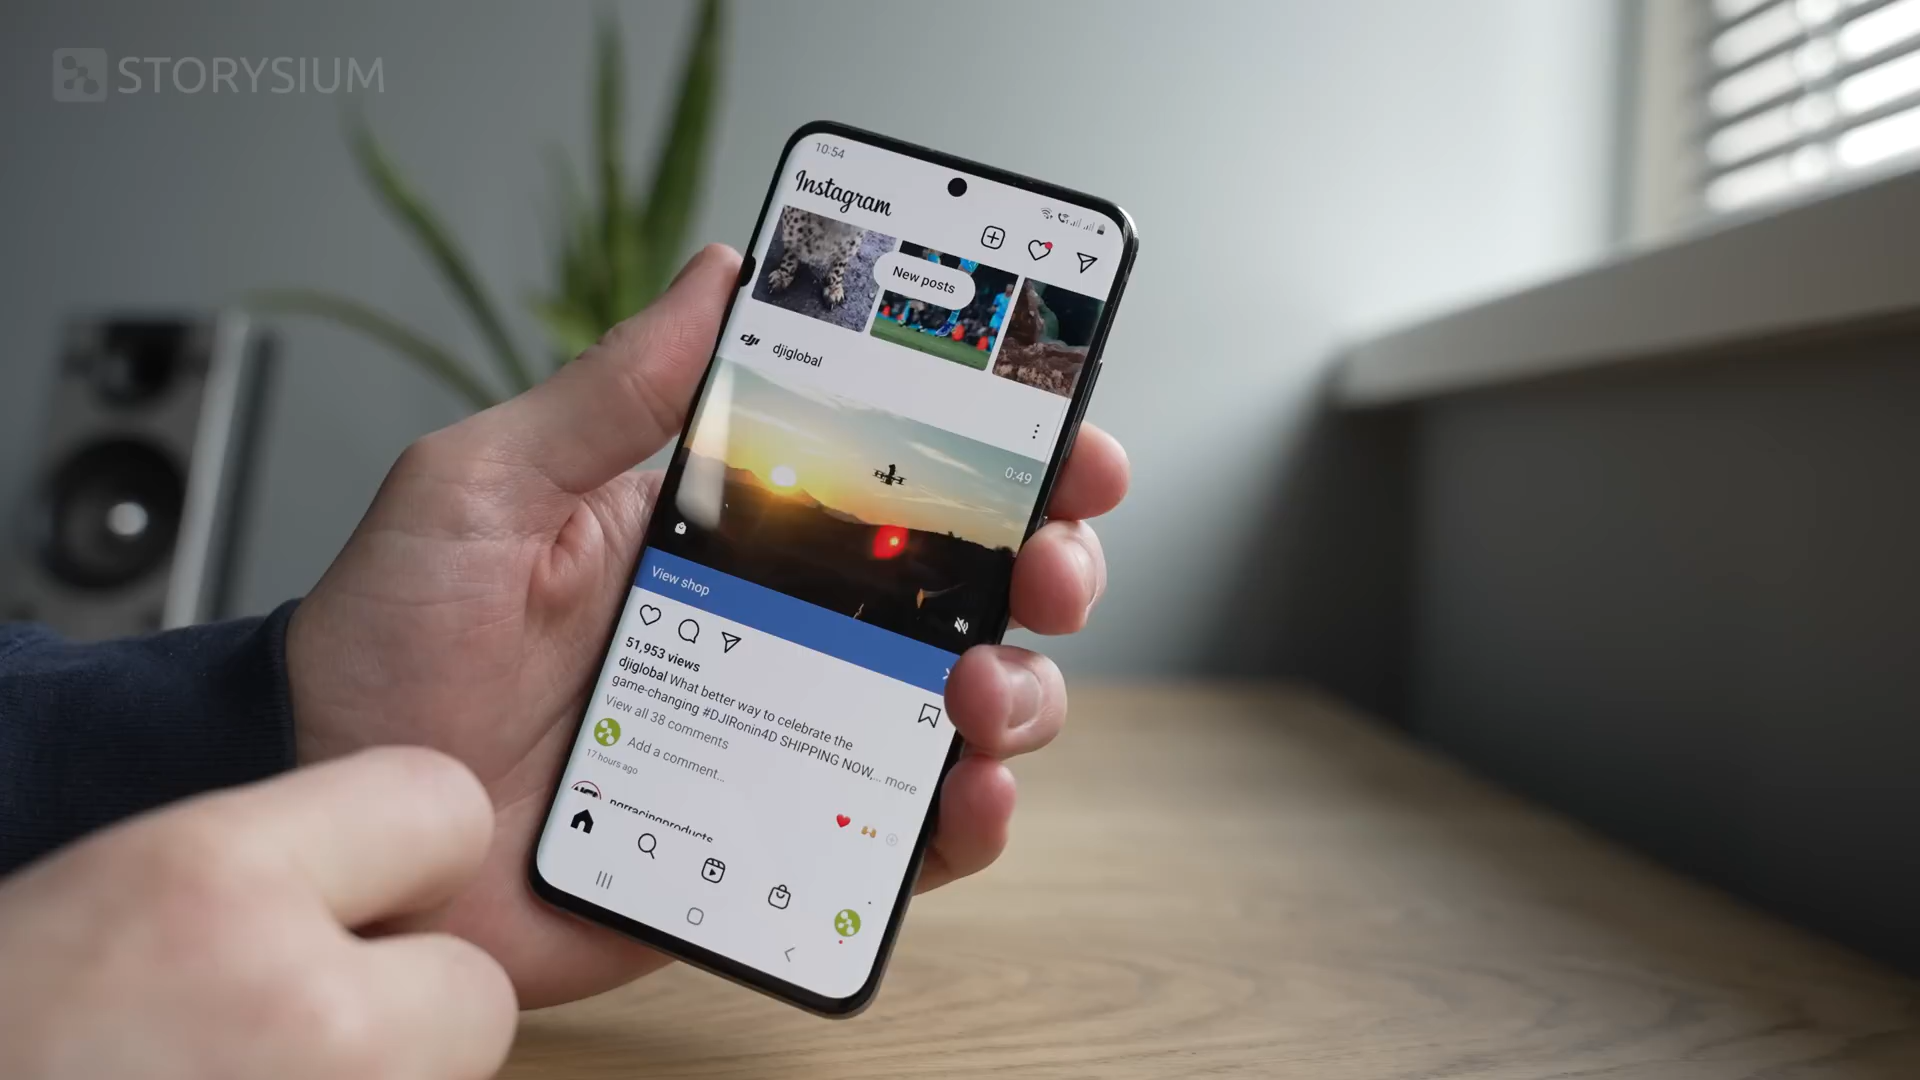 STORYSIUM
10:54
Instagram
New posts
dji
djiglobal
0:49
View shop
51,953 views
djiglobal What better way to celebrate the
game-changing #DJIRonin4D SHIPPING NOW,... more
View all 38 comments
Add a comment...
17 hours ago